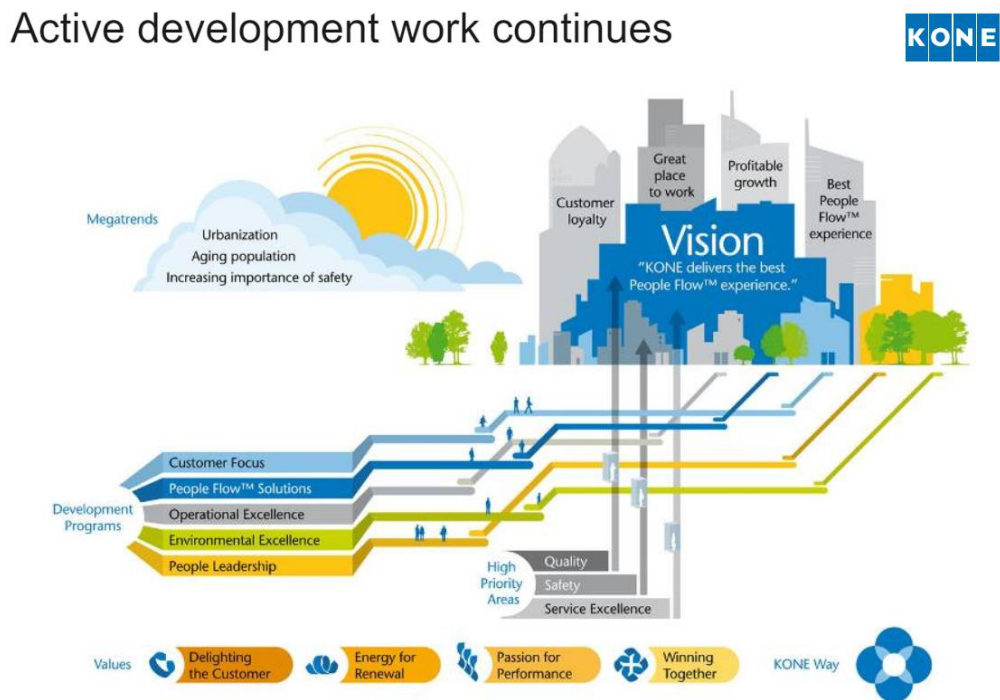 Active development work continues
KONE
Megatrends
Urbanization
Aging population
Increasing importance of safety
Customer
loyalty
Great
place
to work
Profitable
growth
Best
People
Flow™
experience
Vision
“KONE delivers the best
People Flow™ experience.”
Development
Programs
Customer Focus
People Flow™ Solutions
Operational Excellence
Environmental Excellence
People Leadership
High
Priority
Areas
Quality
Safety
Service Excellence
Values
Delighting
the Customer
Energy for
Renewal
Passion for
Performance
Winning
Together
KONE Way